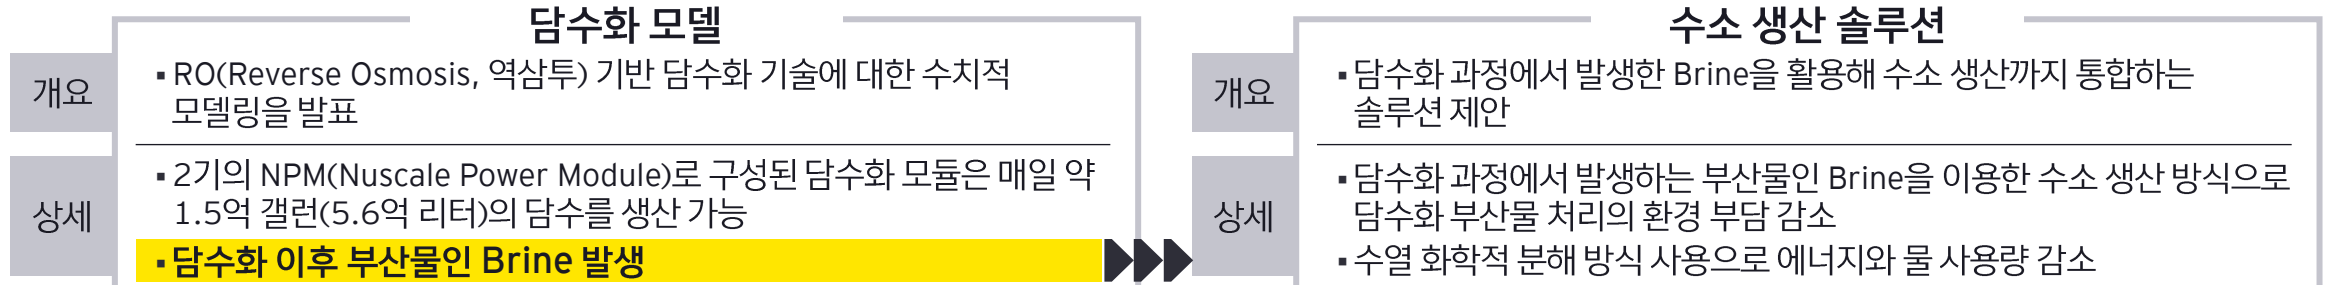 담수화 모델
개요
▪ RO(Reverse Osmosis, 역삼투) 기반 담수화 기술에 대한 수치적
모델링을 발표
상세
▪ 2기의 NPM(Nuscale Power Module)로 구성된 담수화 모듈은 매일 약
1.5억 갤런(5.6억 리터)의 담수를 생산 가능
▪ 담수화 이후 부산물인 Brine 발생
수소 생산 솔루션
개요
▪ 담수화 과정에서 발생한 Brine을 활용해 수소 생산까지 통합하는
솔루션 제안
상세
▪ 담수화 과정에서 발생하는 부산물인 Brine을 이용한 수소 생산 방식으로
담수화 부산물 처리의 환경 부담 감소
▪ 수열 화학적 분해 방식 사용으로 에너지와 물 사용량 감소